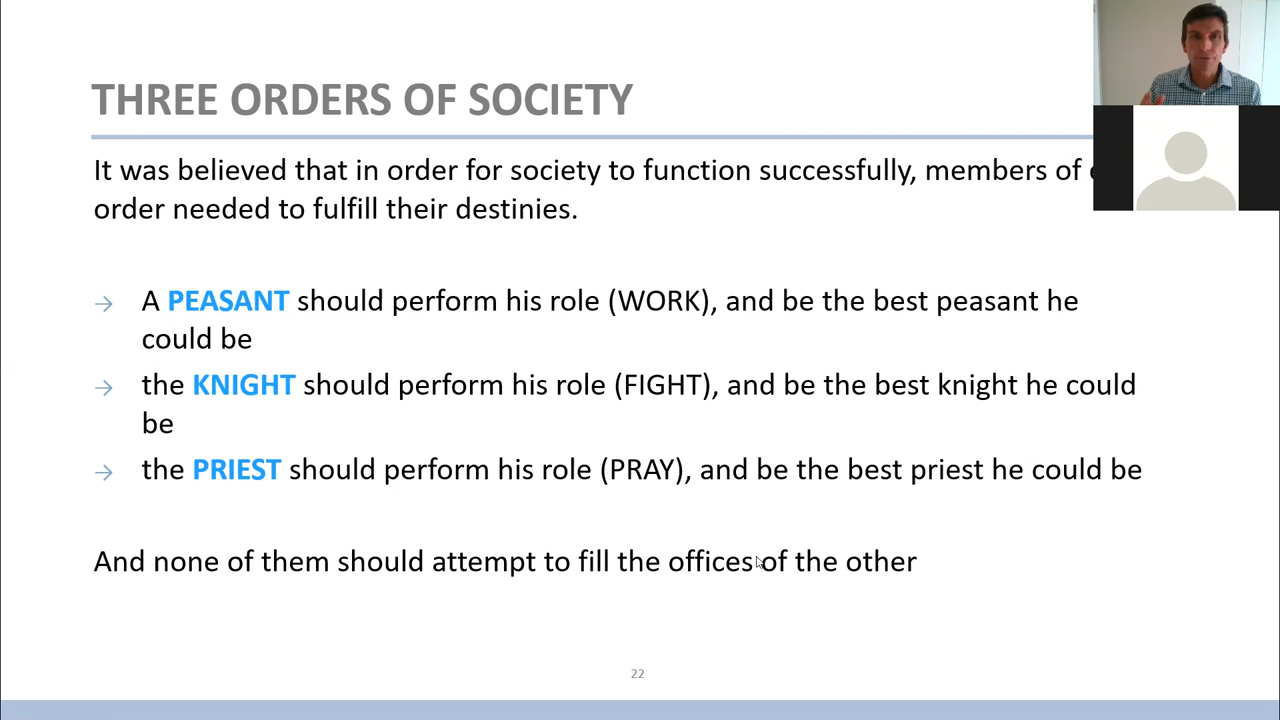 THREE ORDERS OF SOCIETY
It was believed that in order for society to function successfully, members of
order needed to fulfill their destinies.
→ A PEASANT should perform his role (WORK), and be the best peasant he
could be
→ the KNIGHT should perform his role (FIGHT), and be the best knight he could
be
→ the PRIEST should perform his role (PRAY), and be the best priest he could be
And none of them should attempt to fill the offices of the other
22